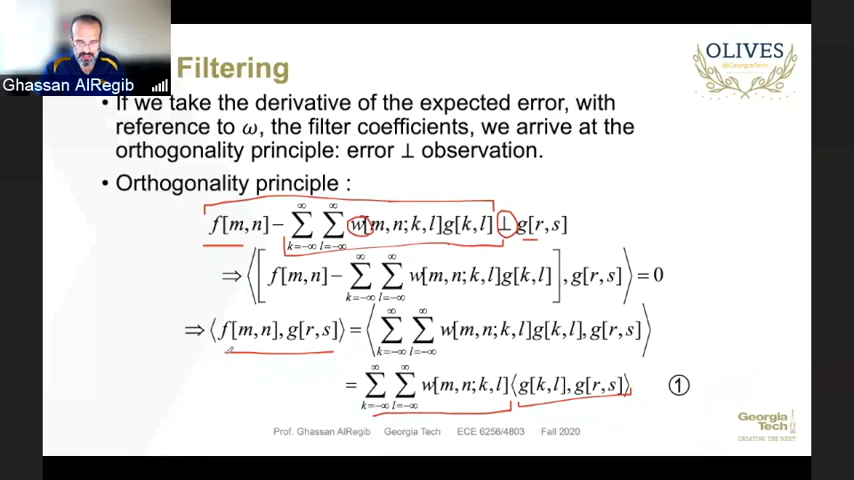 Ghassan AlRegib
Filtering
OLIVES
@GeorgiaTech
• If we take the derivative of the expected error, with
reference to ω, the filter coefficients, we arrive at the
orthogonality principle: error ⊥ observation.
• Orthogonality principle :
f[m,n] − ∑_{k=−∞}^{∞} ∑_{l=−∞}^{∞} w[m,n;k,l]g[k,l] ⊥ g[r,s]
⇒ ⟨[f[m,n] − ∑_{k=−∞}^{∞} ∑_{l=−∞}^{∞} w[m,n;k,l]g[k,l]], g[r,s]⟩ = 0
⇒ ⟨f[m,n], g[r,s]⟩ = ⟨∑_{k=−∞}^{∞} ∑_{l=−∞}^{∞} w[m,n;k,l]g[k,l], g[r,s]⟩
= ∑_{k=−∞}^{∞} ∑_{l=−∞}^{∞} w[m,n;k,l]⟨g[k,l], g[r,s]⟩ ①
Prof. Ghassan AlRegib Georgia Tech ECE 6258/4803 Fall 2020
Georgia
Tech
CREATING THE NEXT